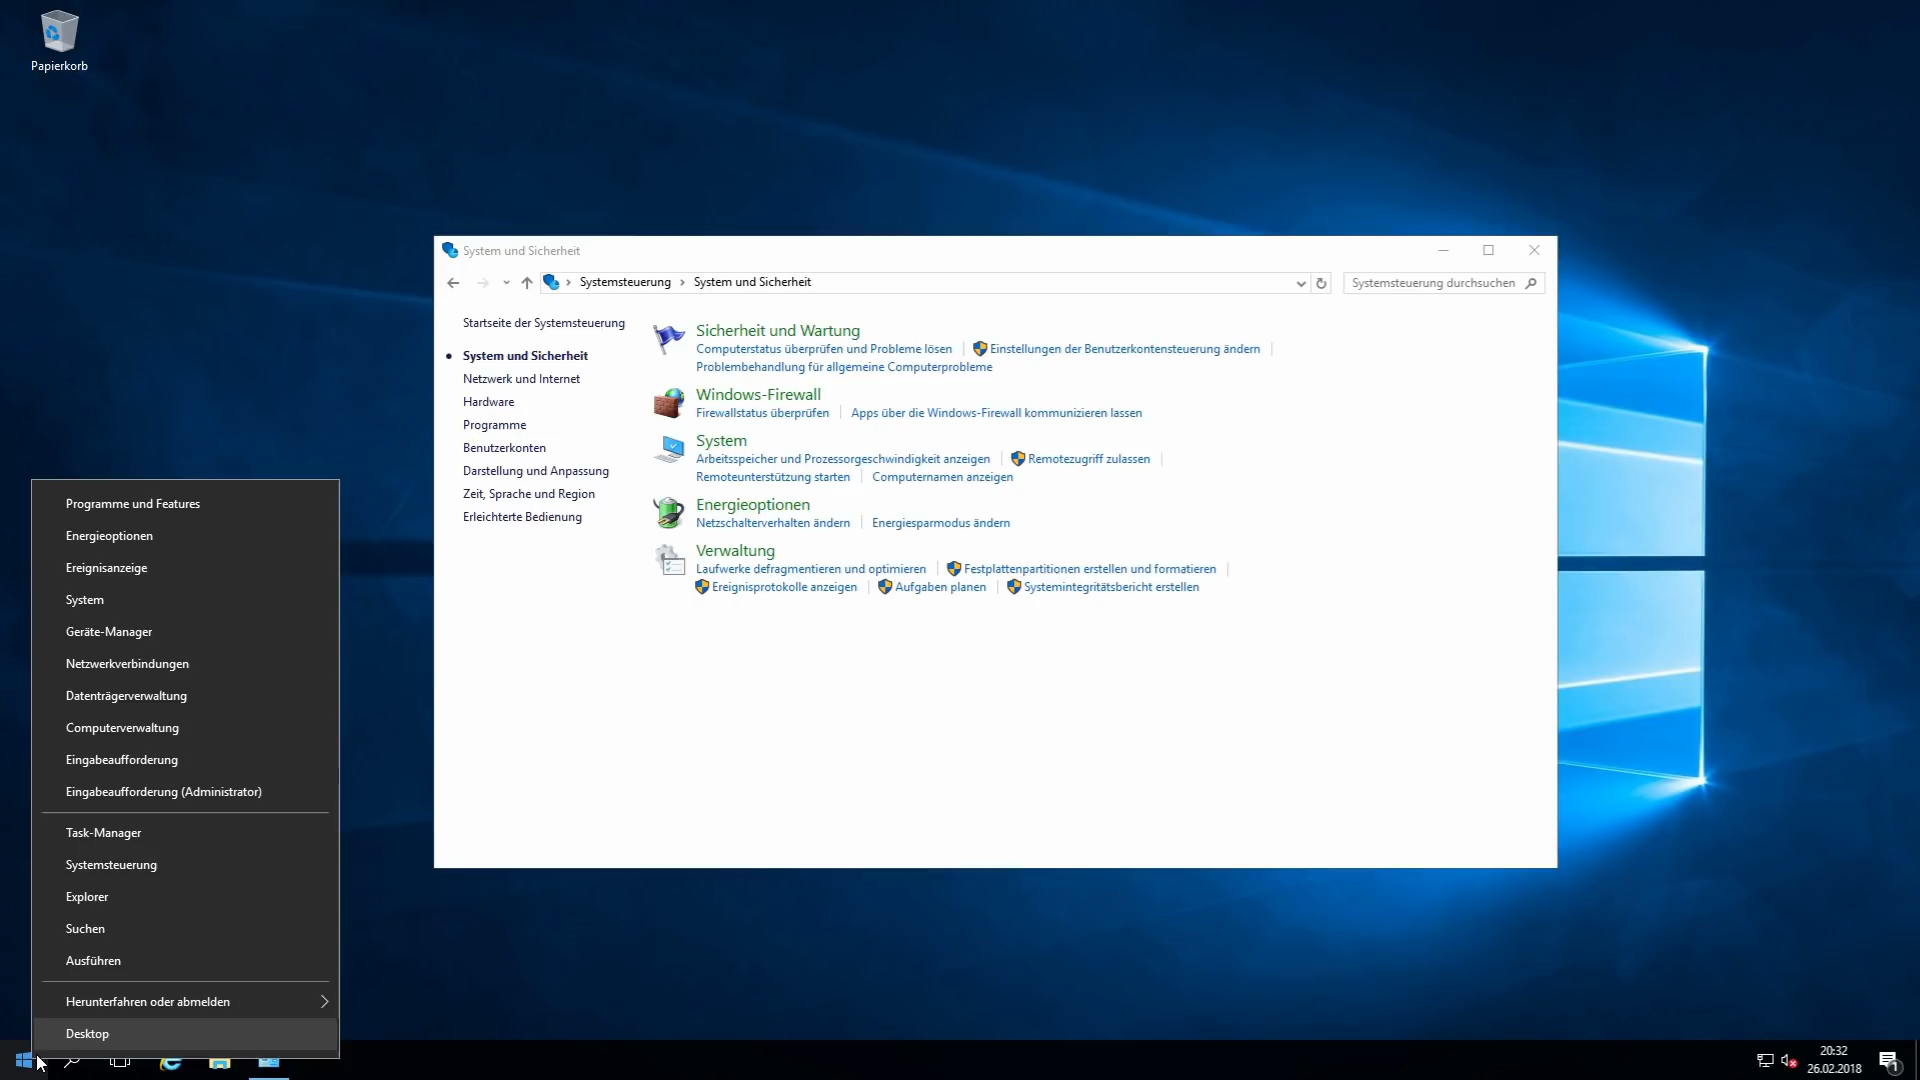 Papierkorb
System und Sicherheit
Systemsteuerung System und Sicherheit
Systemsteuerung durchsuchen
Startseite der Systemsteuerung
System und Sicherheit
Netzwerk und Internet
Hardware
Programme
Benutzerkonten
Darstellung und Anpassung
Zeit, Sprache und Region
Erleichterte Bedienung
Sicherheit und Wartung
Computerstatus überprüfen und Probleme lösen Einstellungen der Benutzerkontensteuerung ändern
Problembehandlung für allgemeine Computerprobleme
Windows-Firewall
Firewallstatus überprüfen Apps über die Windows-Firewall kommunizieren lassen
System
Arbeitsspeicher und Prozessorgeschwindigkeit anzeigen Remotezugriff zulassen
Remoteunterstützung starten Computernamen anzeigen
Energieoptionen
Netzschalterverhalten ändern Energiesparmodus ändern
Verwaltung
Laufwerke defragmentieren und optimieren Festplattenpartitionen erstellen und formatieren
Ereignisprotokolle anzeigen Aufgaben planen Systemintegritätsbericht erstellen
Programme und Features
Energieoptionen
Ereignisanzeige
System
Geräte-Manager
Netzwerkverbindungen
Datenträgerverwaltung
Computerverwaltung
Eingabeaufforderung
Eingabeaufforderung (Administrator)
Task-Manager
Systemsteuerung
Explorer
Suchen
Ausführen
Herunterfahren oder abmelden
Desktop
20:32
26.02.2018
1